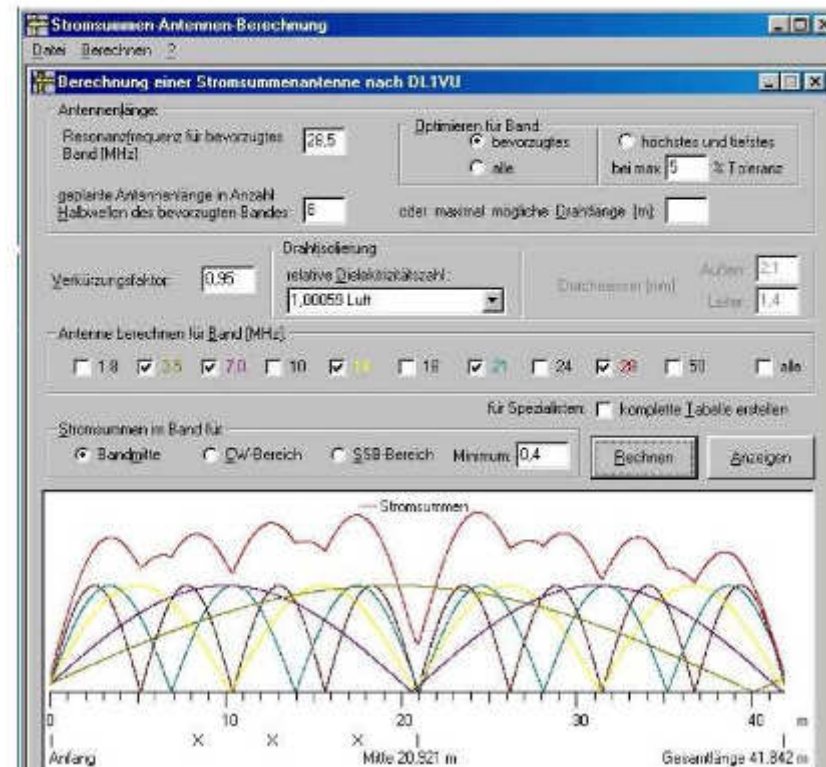 Stromsummen-Antennen-Berechnung
Datei Berechnen ?
Berechnung einer Stromsummenantenne nach DL1VU
Antennenlänge:
Resonanzfrequenz für bevorzugtes
Band [MHz]
28,5
Optimieren für Band
bevorzugtes
alle
höchstes und tiefstes
bei max 5 % Toleranz
geplante Antennenlänge in Anzahl
Halbwellen des bevorzugten Bandes:
6
oder maximal mögliche Drahtlänge [m]:
Verkürzungsfaktor: 0,95
Drahtisolierung
relative Dielektrizitätszahl:
1,00059 Luft
Durchmesser [mm]
Außen: 2,1
Leiter: 1,4
Antenne berechnen für Band [MHz]
1.8 3.5 7.0 10 14 18 21 24 28 50 alle
für Spezialisten: komplette Tabelle erstellen
Stromsummen im Band für
Bandmitte CW-Bereich SSB-Bereich Minimum: 0,4
Rechnen Anzeigen
Stromsummen
0 10 20 30 40 m
X X X
Anfang Mitte 20,921 m Gesamtlänge 41,842 m